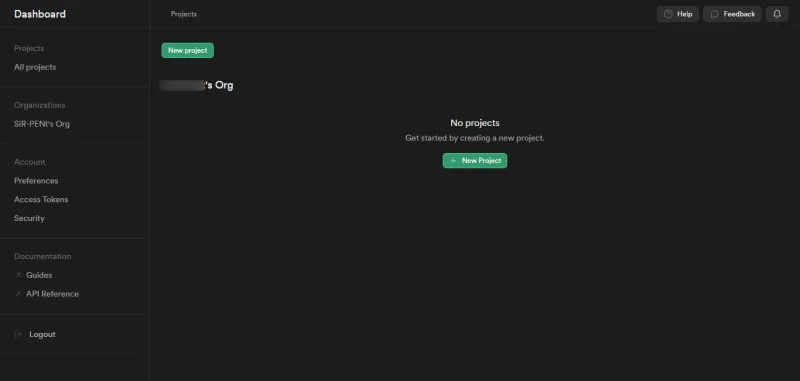 Dashboard
Projects
Help
Feedback
Projects
All projects
New project
't's Org
Organizations
SIR-PENt's Org
No projects
Get started by creating a new project.
+ New Project
Account
Preferences
Access Tokens
Security
Documentation
Guides
API Reference
Logout